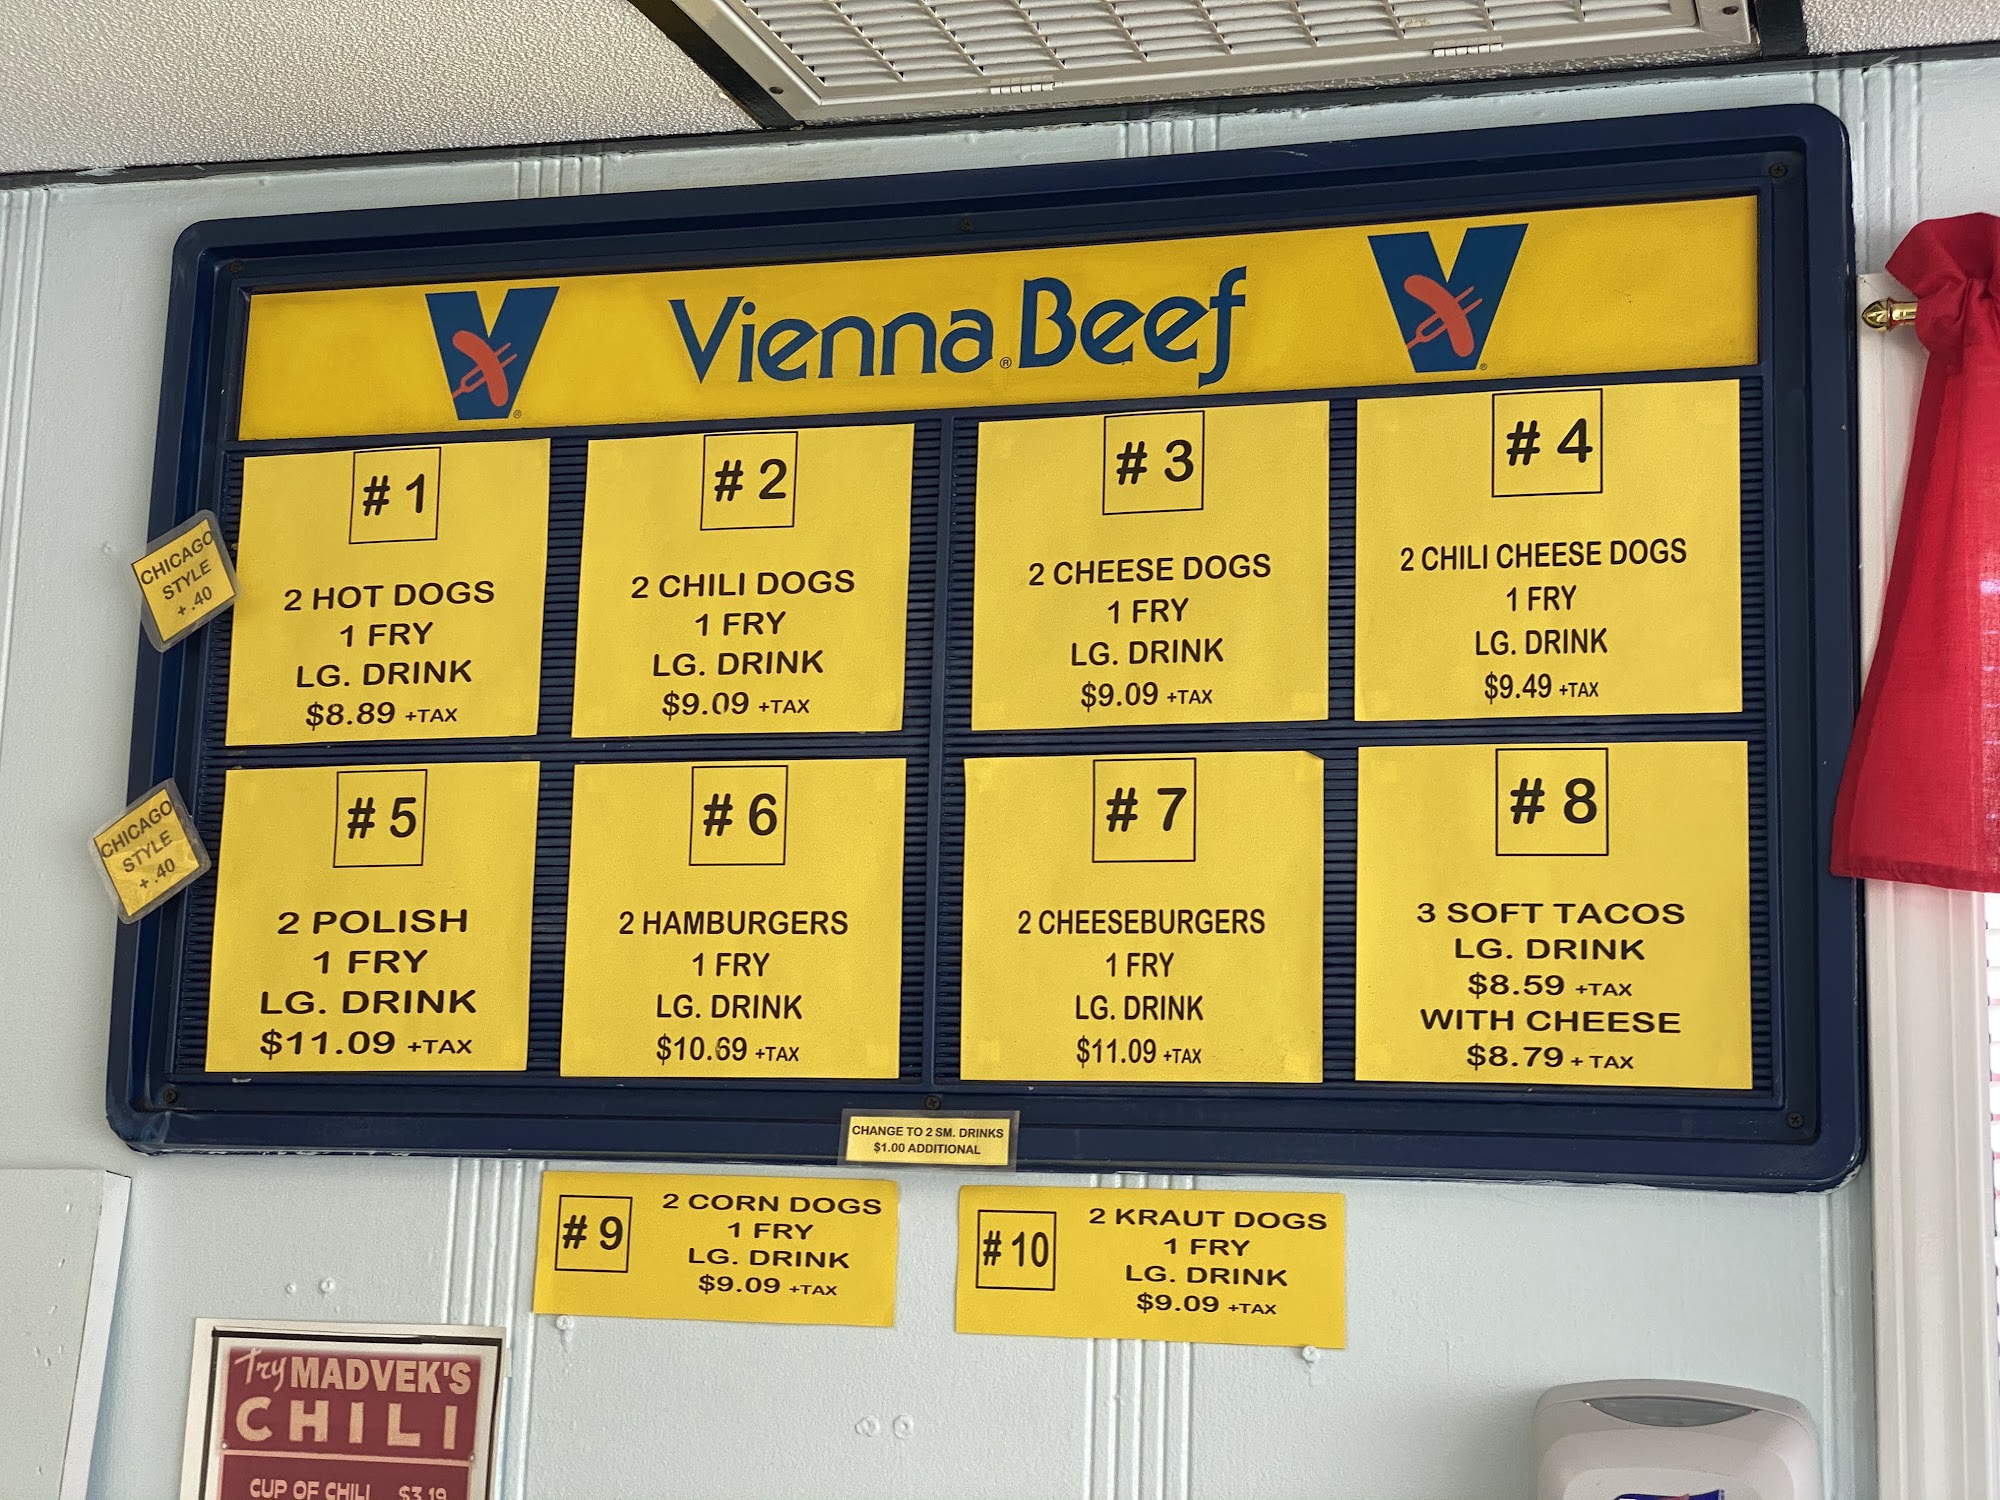 Vienna® Beef
®
®
# 1
2 HOT DOGS
1 FRY
LG. DRINK
$8.89 +TAX
CHICAGO
STYLE
+ .40
# 2
2 CHILI DOGS
1 FRY
LG. DRINK
$9.09 +TAX
# 3
2 CHEESE DOGS
1 FRY
LG. DRINK
$9.09 +TAX
# 4
2 CHILI CHEESE DOGS
1 FRY
LG. DRINK
$9.49 +TAX
# 5
2 POLISH
1 FRY
LG. DRINK
$11.09 +TAX
CHICAGO
STYLE
+ .40
# 6
2 HAMBURGERS
1 FRY
LG. DRINK
$10.69 +TAX
# 7
2 CHEESEBURGERS
1 FRY
LG. DRINK
$11.09 +TAX
# 8
3 SOFT TACOS
LG. DRINK
$8.59 +TAX
WITH CHEESE
$8.79 + TAX
CHANGE TO 2 SM. DRINKS
$1.00 ADDITIONAL
# 9
2 CORN DOGS
1 FRY
LG. DRINK
$9.09 +TAX
# 10
2 KRAUT DOGS
1 FRY
LG. DRINK
$9.09 +TAX
Try MADVEK'S
CHILI
CUP OF CHILI $3.19